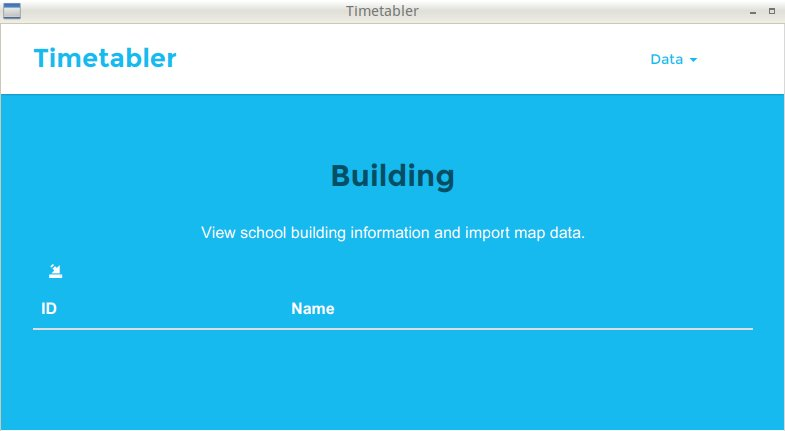 Timetabler
Timetabler
Data
Building
View school building information and import map data.
ID Name